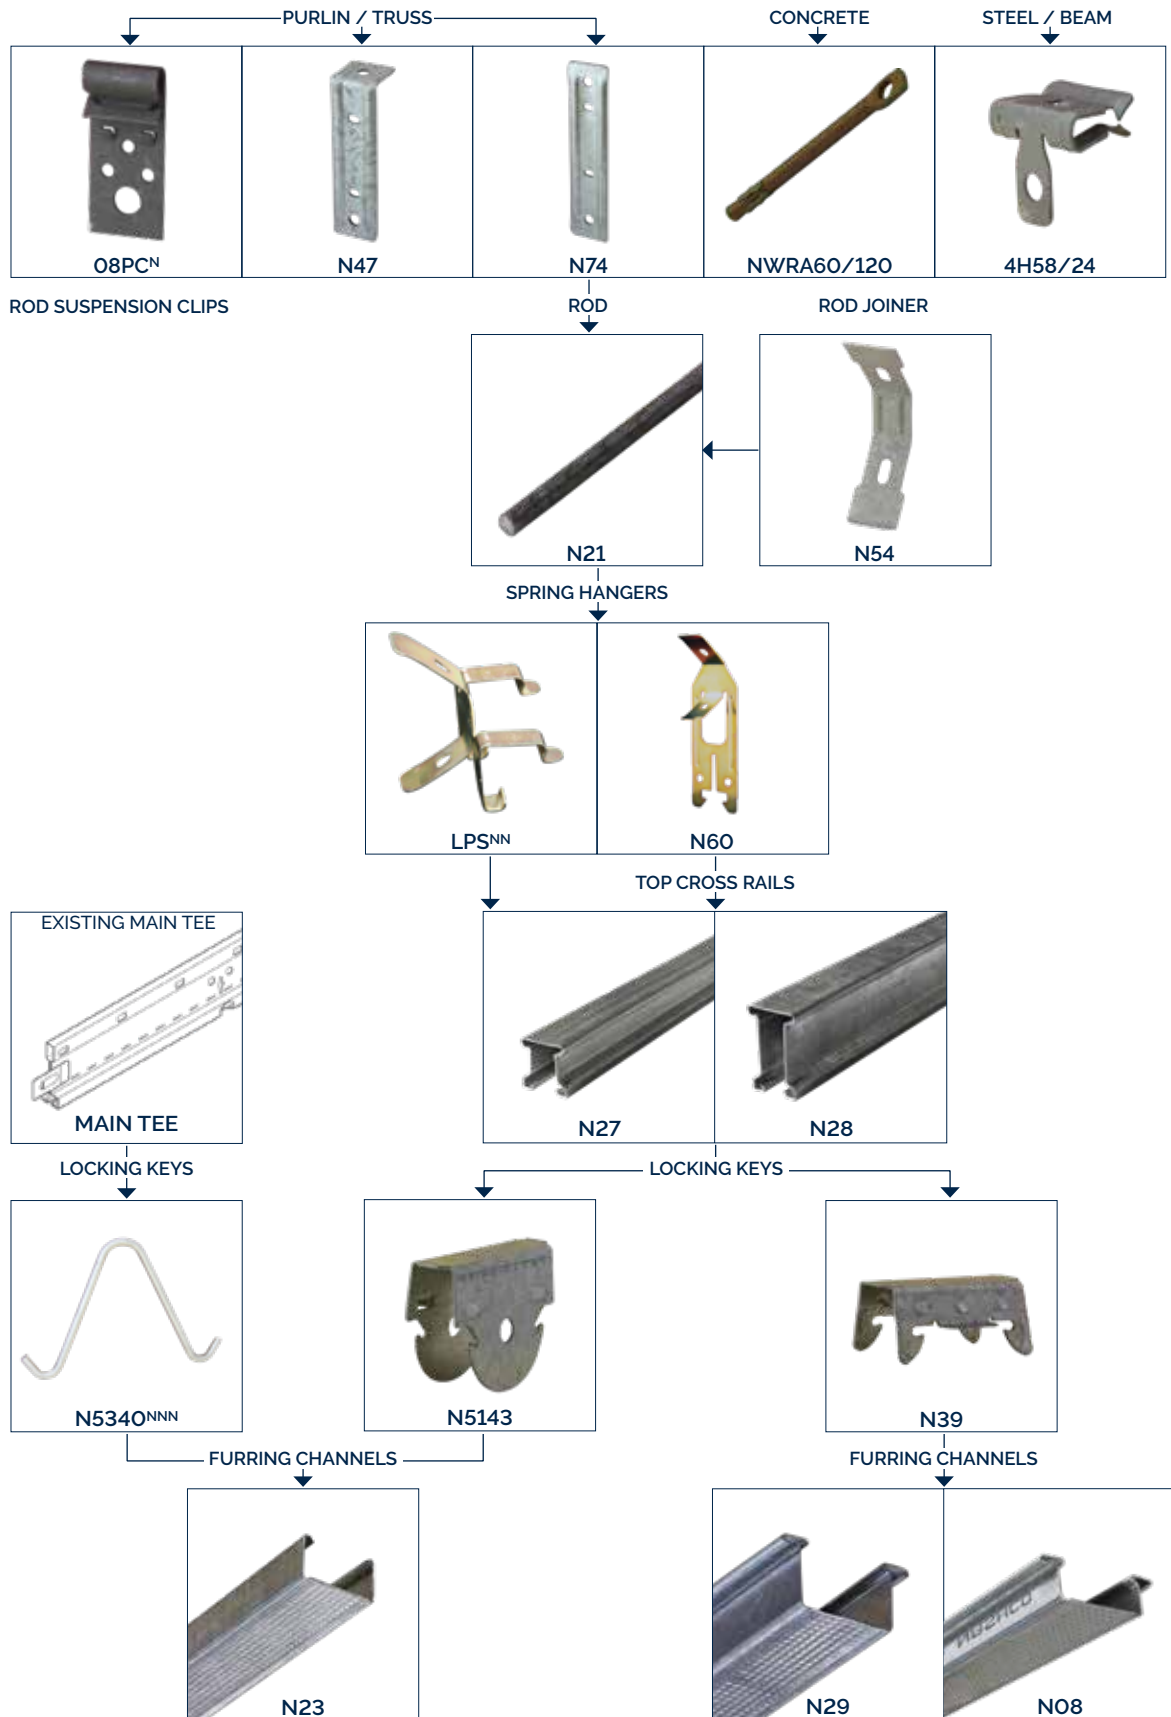 PURLIN / TRUSS
CONCRETE
STEEL / BEAM
08PCᴺ
N47
N74
NWRA60/120
4H58/24
ROD SUSPENSION CLIPS
ROD
ROD JOINER
N21
N54
SPRING HANGERS
LPSᴺᴺ
N60
TOP CROSS RAILS
EXISTING MAIN TEE
MAIN TEE
N27
N28
LOCKING KEYS
LOCKING KEYS
N5340ᴺᴺᴺ
N5143
N39
FURRING CHANNELS
FURRING CHANNELS
N23
N29
N08